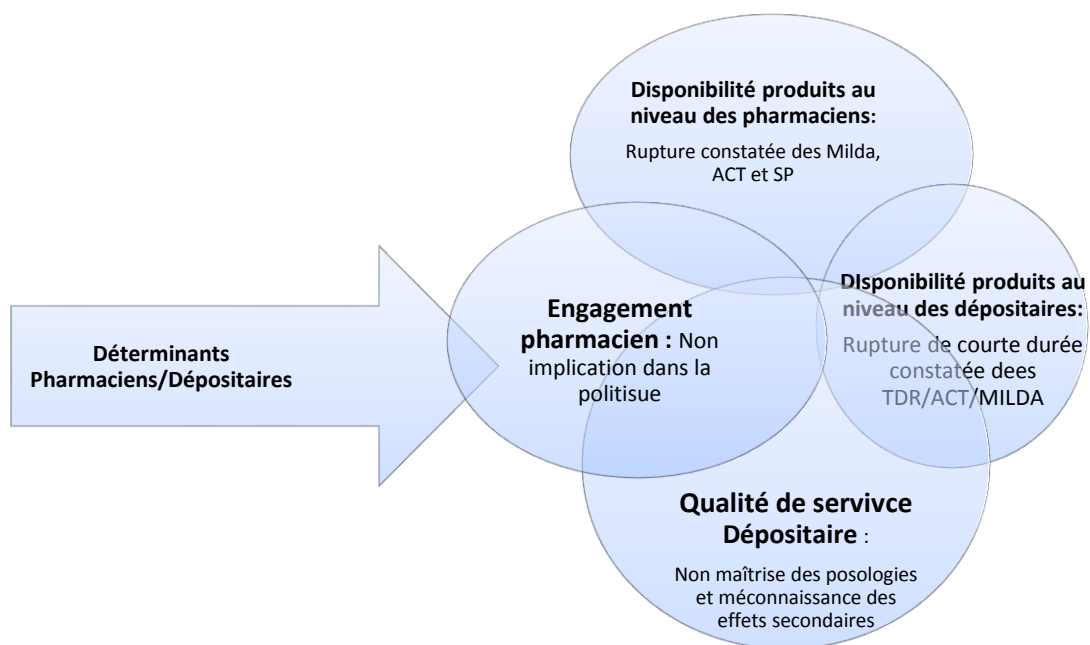 Disponibilité produits au
niveau des pharmaciens:
Rupture constatée des Milda,
ACT et SP
Déterminants
Pharmaciens/Dépositaires
Engagement
pharmacien : Non
implication dans la
politisue
DIsponibilité produits au
niveau des dépositaires:
Rupture de courte durée
constatée dees
TDR/ACT/MILDA
Qualité de servivce
Dépositaire :
Non maîtrise des posologies
et méconnaissance des
effets secondaires